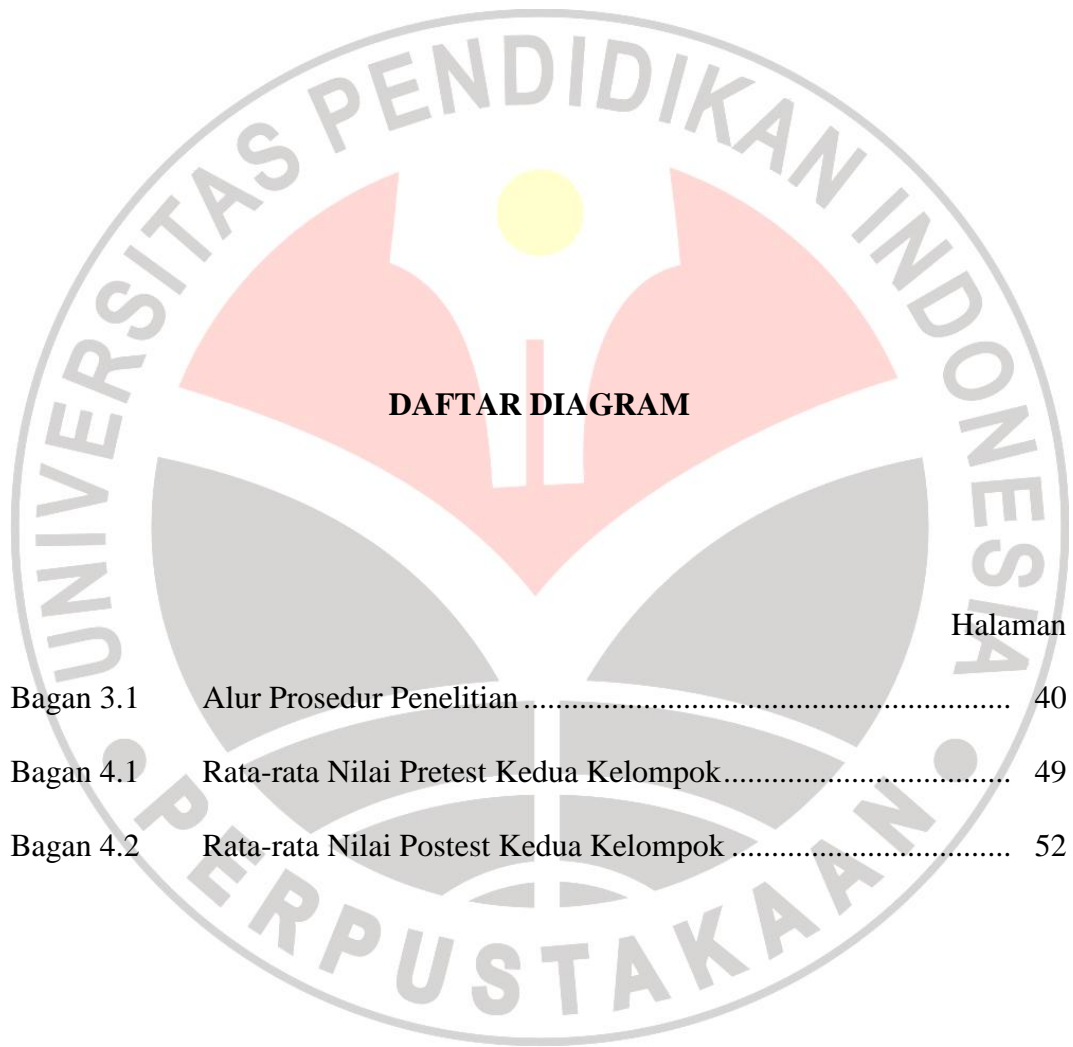 UNIVERSITAS PENDIDIKAN INDONESIA
DAFTAR DIAGRAM
Halaman
Bagan 3.1 Alur Prosedur Penelitian ........................................................... 40
Bagan 4.1 Rata-rata Nilai Pretest Kedua Kelompok................................... 49
Bagan 4.2 Rata-rata Nilai Postest Kedua Kelompok .................................. 52
PERPUSTAKAAN